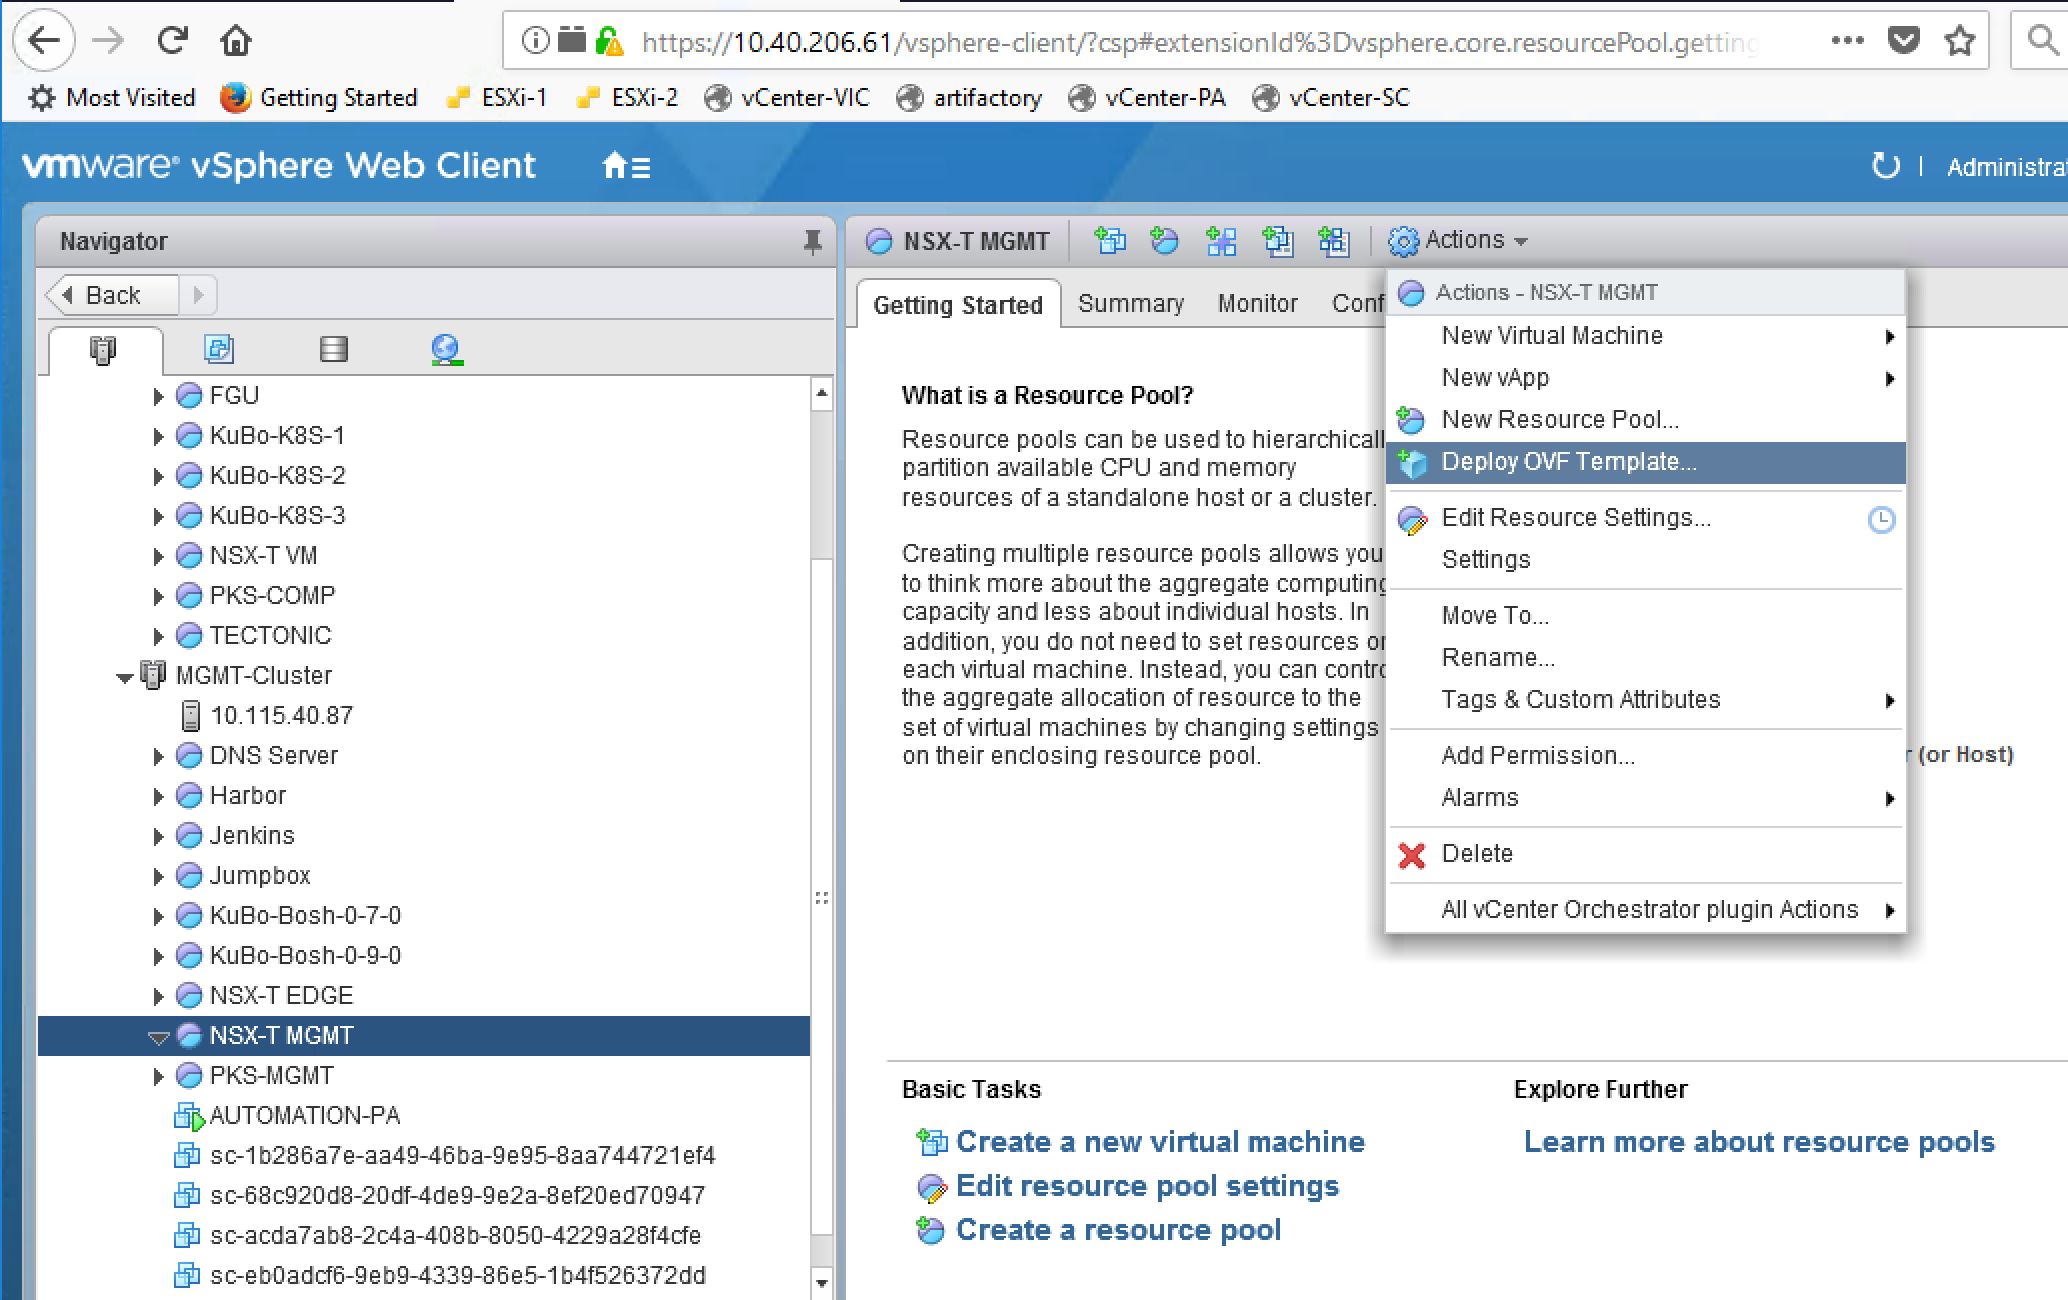 https://10.40.206.61/vsphere-client/?csp#extensionId%3Dvsphere.core.resourcePool.getting
Most Visited Getting Started ESXi-1 ESXi-2 vCenter-VIC artifactory vCenter-PA vCenter-SC
vmware® vSphere Web Client
Administra
Navigator
Back
FGU
KuBo-K8S-1
KuBo-K8S-2
KuBo-K8S-3
NSX-T VM
PKS-COMP
TECTONIC
MGMT-Cluster
10.115.40.87
DNS Server
Harbor
Jenkins
Jumpbox
KuBo-Bosh-0-7-0
KuBo-Bosh-0-9-0
NSX-T EDGE
NSX-T MGMT
PKS-MGMT
AUTOMATION-PA
sc-1b286a7e-aa49-46ba-9e95-8aa744721ef4
sc-68c920d8-20df-4de9-9e2a-8ef20ed70947
sc-acda7ab8-2c4a-408b-8050-4229a28f4cfe
sc-eb0adcf6-9eb9-4339-86e5-1b4f526372dd
NSX-T MGMT
Actions
Getting Started Summary Monitor Conf
What is a Resource Pool?
Resource pools can be used to hierarchicall
partition available CPU and memory
resources of a standalone host or a cluster.
Creating multiple resource pools allows you
to think more about the aggregate computing
capacity and less about individual hosts. In
addition, you do not need to set resources on
each virtual machine. Instead, you can contro
the aggregate allocation of resource to the
set of virtual machines by changing settings
on their enclosing resource pool.
Actions - NSX-T MGMT
New Virtual Machine
New vApp
New Resource Pool...
Deploy OVF Template...
Edit Resource Settings...
Settings
Move To...
Rename...
Tags & Custom Attributes
Add Permission...
Alarms
Delete
All vCenter Orchestrator plugin Actions
r (or Host)
Basic Tasks
Create a new virtual machine
Edit resource pool settings
Create a resource pool
Explore Further
Learn more about resource pools